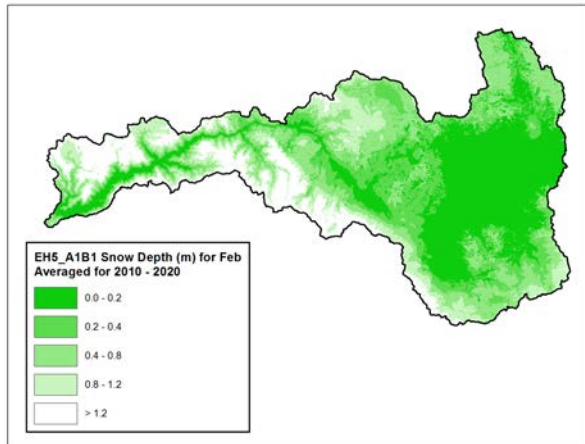 EH5_A1B1 Snow Depth (m) for Feb
Averaged for 2010 - 2020
0.0 - 0.2
0.2 - 0.4
0.4 - 0.8
0.8 - 1.2
> 1.2